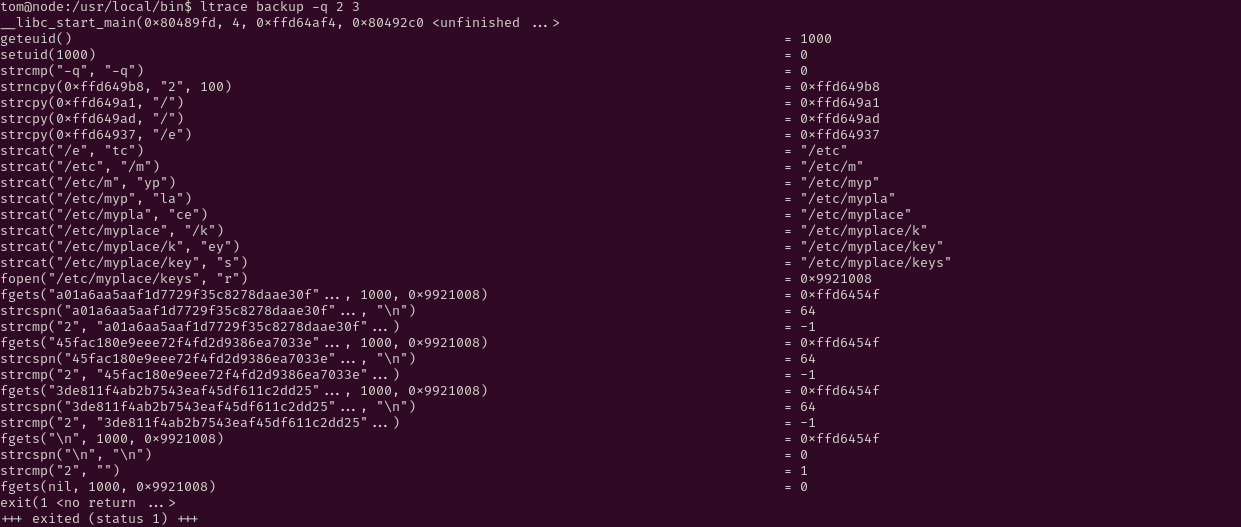 tom@node:/usr/local/bin$ ltrace backup -q 2 3
__libc_start_main(0×80489fd, 4, 0×ffd64af4, 0×80492c0 <unfinished ...>
geteuid() = 1000
setuid(1000) = 0
strcmp("-q", "-q") = 0
strncpy(0×ffd649b8, "2", 100) = 0×ffd649b8
strcpy(0×ffd649a1, "/") = 0×ffd649a1
strcpy(0×ffd649ad, "/") = 0×ffd649ad
strcpy(0×ffd64937, "/e") = 0×ffd64937
strcat("/e", "tc") = "/etc"
strcat("/etc", "/m") = "/etc/m"
strcat("/etc/m", "yp") = "/etc/myp"
strcat("/etc/myp", "la") = "/etc/mypla"
strcat("/etc/mypla", "ce") = "/etc/myplace"
strcat("/etc/myplace", "/k") = "/etc/myplace/k"
strcat("/etc/myplace/k", "ey") = "/etc/myplace/key"
strcat("/etc/myplace/key", "s") = "/etc/myplace/keys"
fopen("/etc/myplace/keys", "r") = 0×9921008
fgets("a01a6aa5aaf1d7729f35c8278daae30f"..., 1000, 0×9921008) = 0×ffd6454f
strcspn("a01a6aa5aaf1d7729f35c8278daae30f"..., "\n") = 64
strcmp("2", "a01a6aa5aaf1d7729f35c8278daae30f"...) = -1
fgets("45fac180e9eee72f4fd2d9386ea7033e"..., 1000, 0×9921008) = 0×ffd6454f
strcspn("45fac180e9eee72f4fd2d9386ea7033e"..., "\n") = 64
strcmp("2", "45fac180e9eee72f4fd2d9386ea7033e"...) = -1
fgets("3de811f4ab2b7543eaf45df611c2dd25"..., 1000, 0×9921008) = 0×ffd6454f
strcspn("3de811f4ab2b7543eaf45df611c2dd25"..., "\n") = 64
strcmp("2", "3de811f4ab2b7543eaf45df611c2dd25"...) = -1
fgets("\n", 1000, 0×9921008) = 0×ffd6454f
strcspn("\n", "\n") = 0
strcmp("2", "") = 1
fgets(nil, 1000, 0×9921008) = 0
exit(1 <no return ...>
+++ exited (status 1) +++